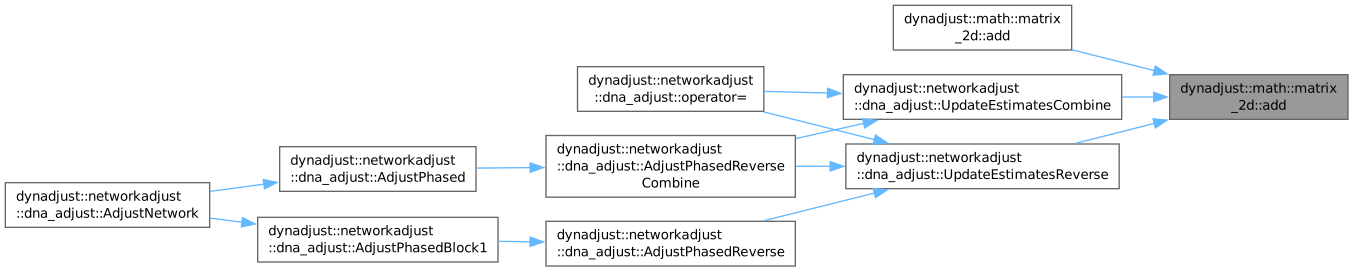 dynadjust::math::matrix
_2d::add
dynadjust::networkadjust
::dna_adjust::operator=
dynadjust::networkadjust
::dna_adjust::UpdateEstimatesCombine
dynadjust::math::matrix
_2d::add
dynadjust::networkadjust
::dna_adjust::AdjustPhased
dynadjust::networkadjust
::dna_adjust::AdjustPhasedReverse
Combine
dynadjust::networkadjust
::dna_adjust::UpdateEstimatesReverse
dynadjust::networkadjust
::dna_adjust::AdjustNetwork
dynadjust::networkadjust
::dna_adjust::AdjustPhasedBlock1
dynadjust::networkadjust
::dna_adjust::AdjustPhasedReverse